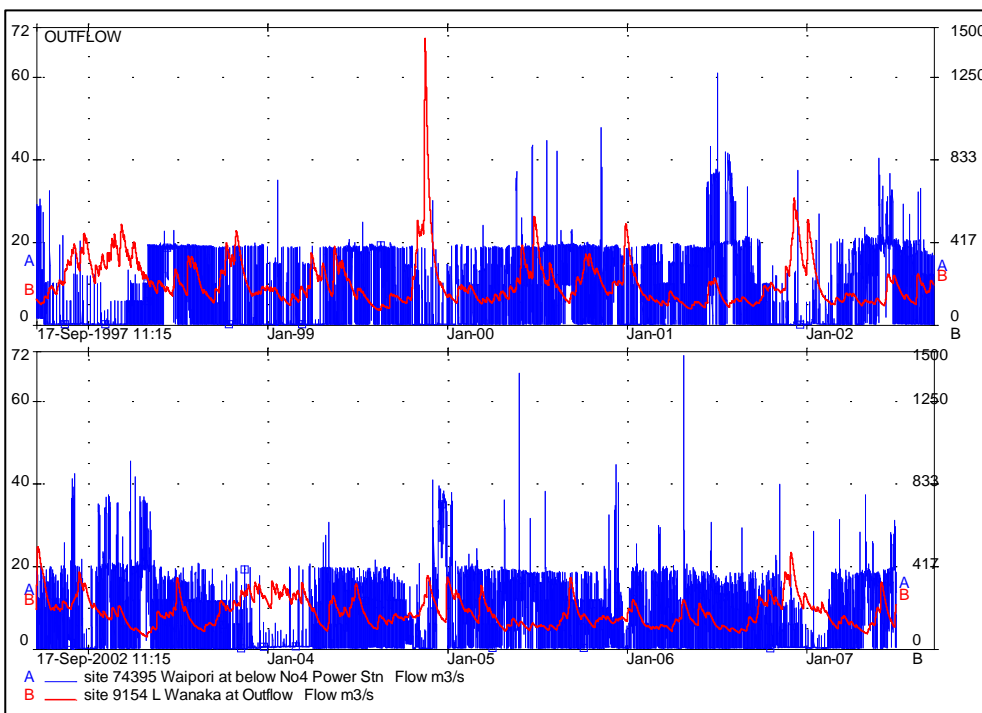 72 OUTFLOW 1500
60 1250
40 833
20 417
A A
B B
0 0
17-Sep-1997 11:15 Jan-99 Jan-00 Jan-01 Jan-02 B
72 1500
60 1250
40 833
20 417
A A
B B
0 0
17-Sep-2002 11:15 Jan-04 Jan-05 Jan-06 Jan-07 B
A site 74395 Waipori at below No4 Power Stn Flow m3/s
B site 9154 L Wanaka at Outflow Flow m3/s